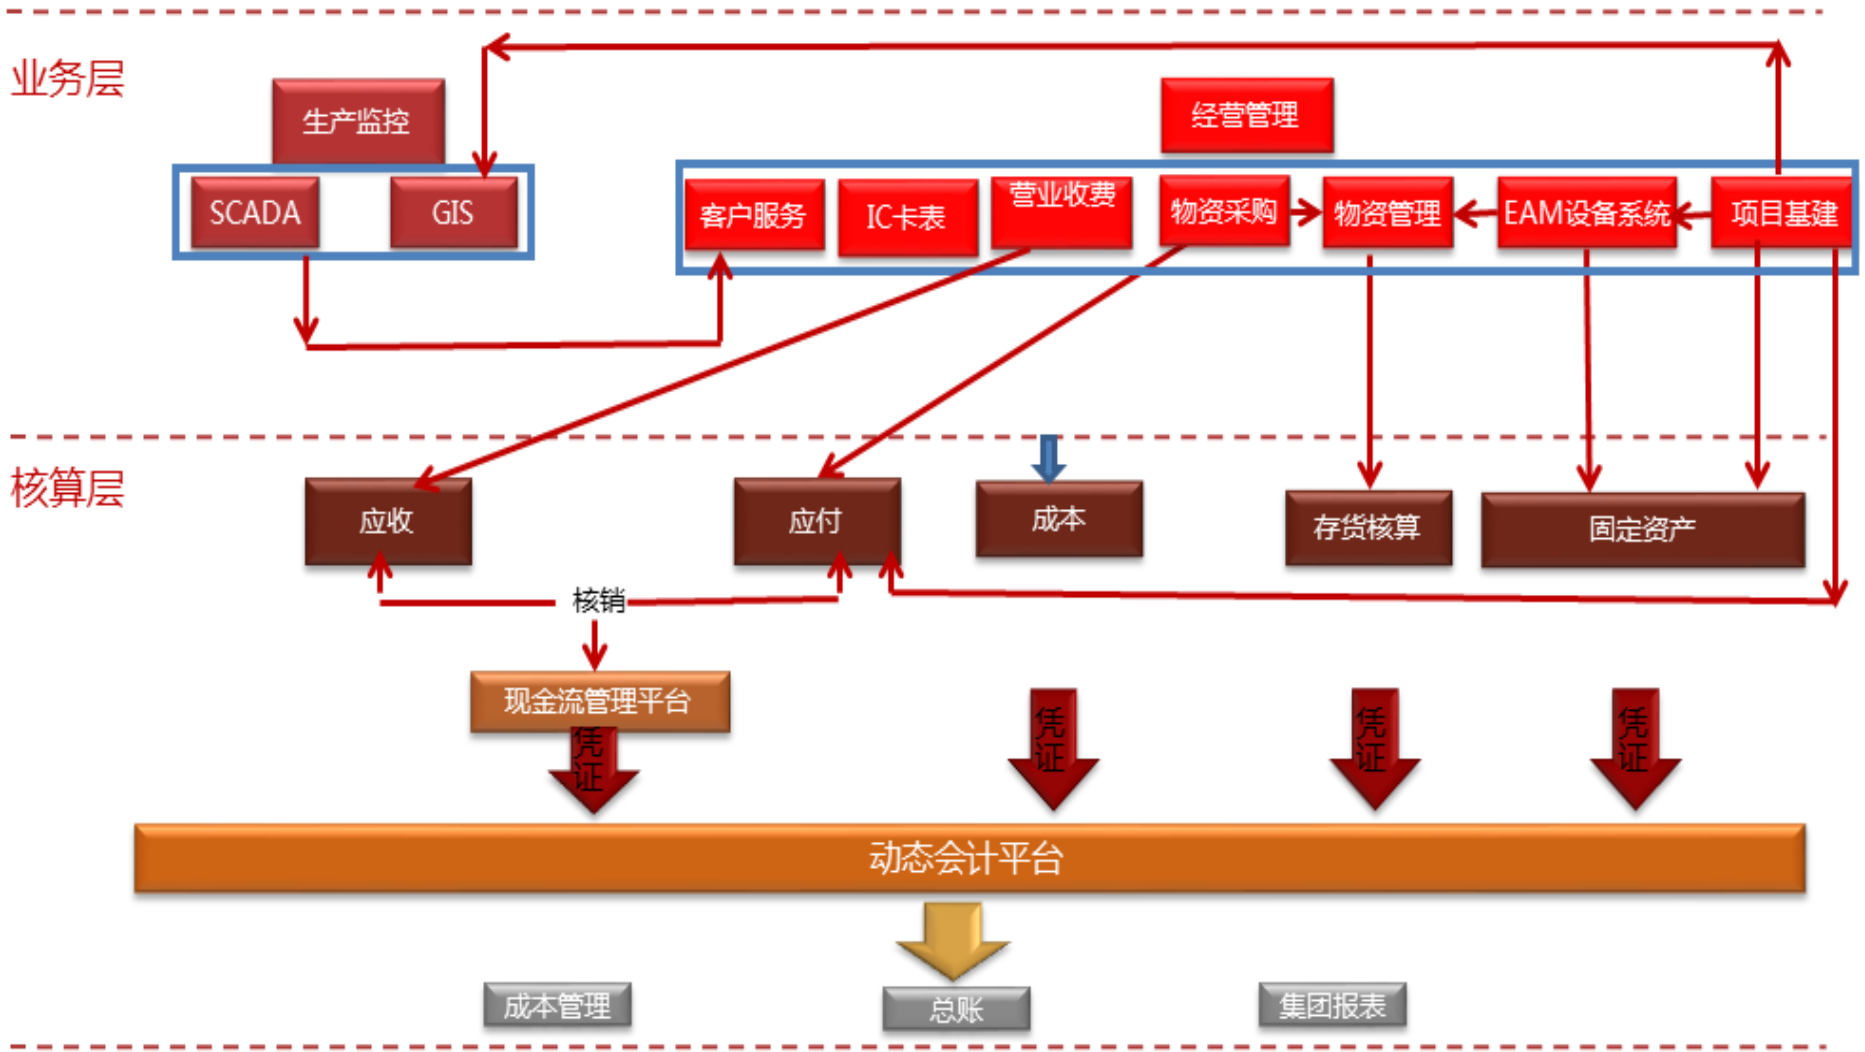 业务层
生产监控
经营管理
SCADA
GIS
客户服务
IC卡表
营业收费
物资采购
物资管理
EAM设备系统
项目基建
核算层
应收
应付
成本
存货核算
固定资产
核销
现金流管理平台
凭证
凭证
凭证
凭证
动态会计平台
成本管理
总账
集团报表